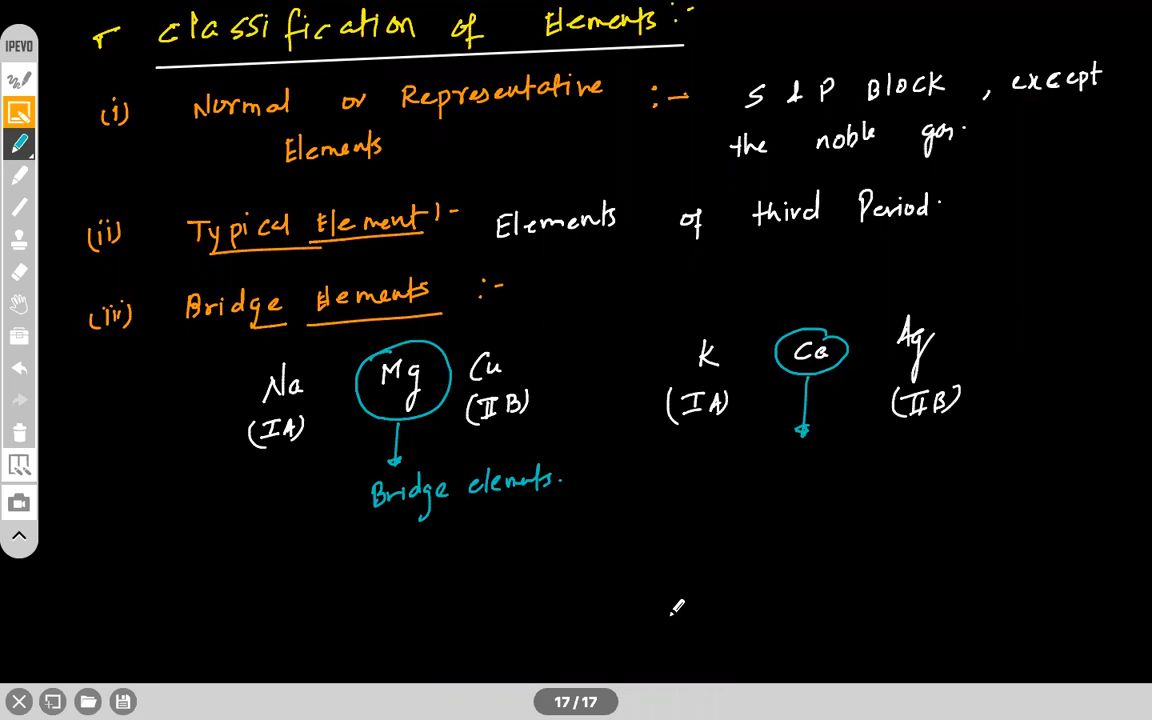 IPEVO
Classification of Elements :-
(i) Normal or Representative :- S & P Block, except
Elements the noble gas.
(ii) Typical Element :- Elements of third Period.
(iii) Bridge Elements :-
Na Mg Cu K Ca Ag
(IA) (IIB) (IA) (IIB)
Bridge elements.
17/17